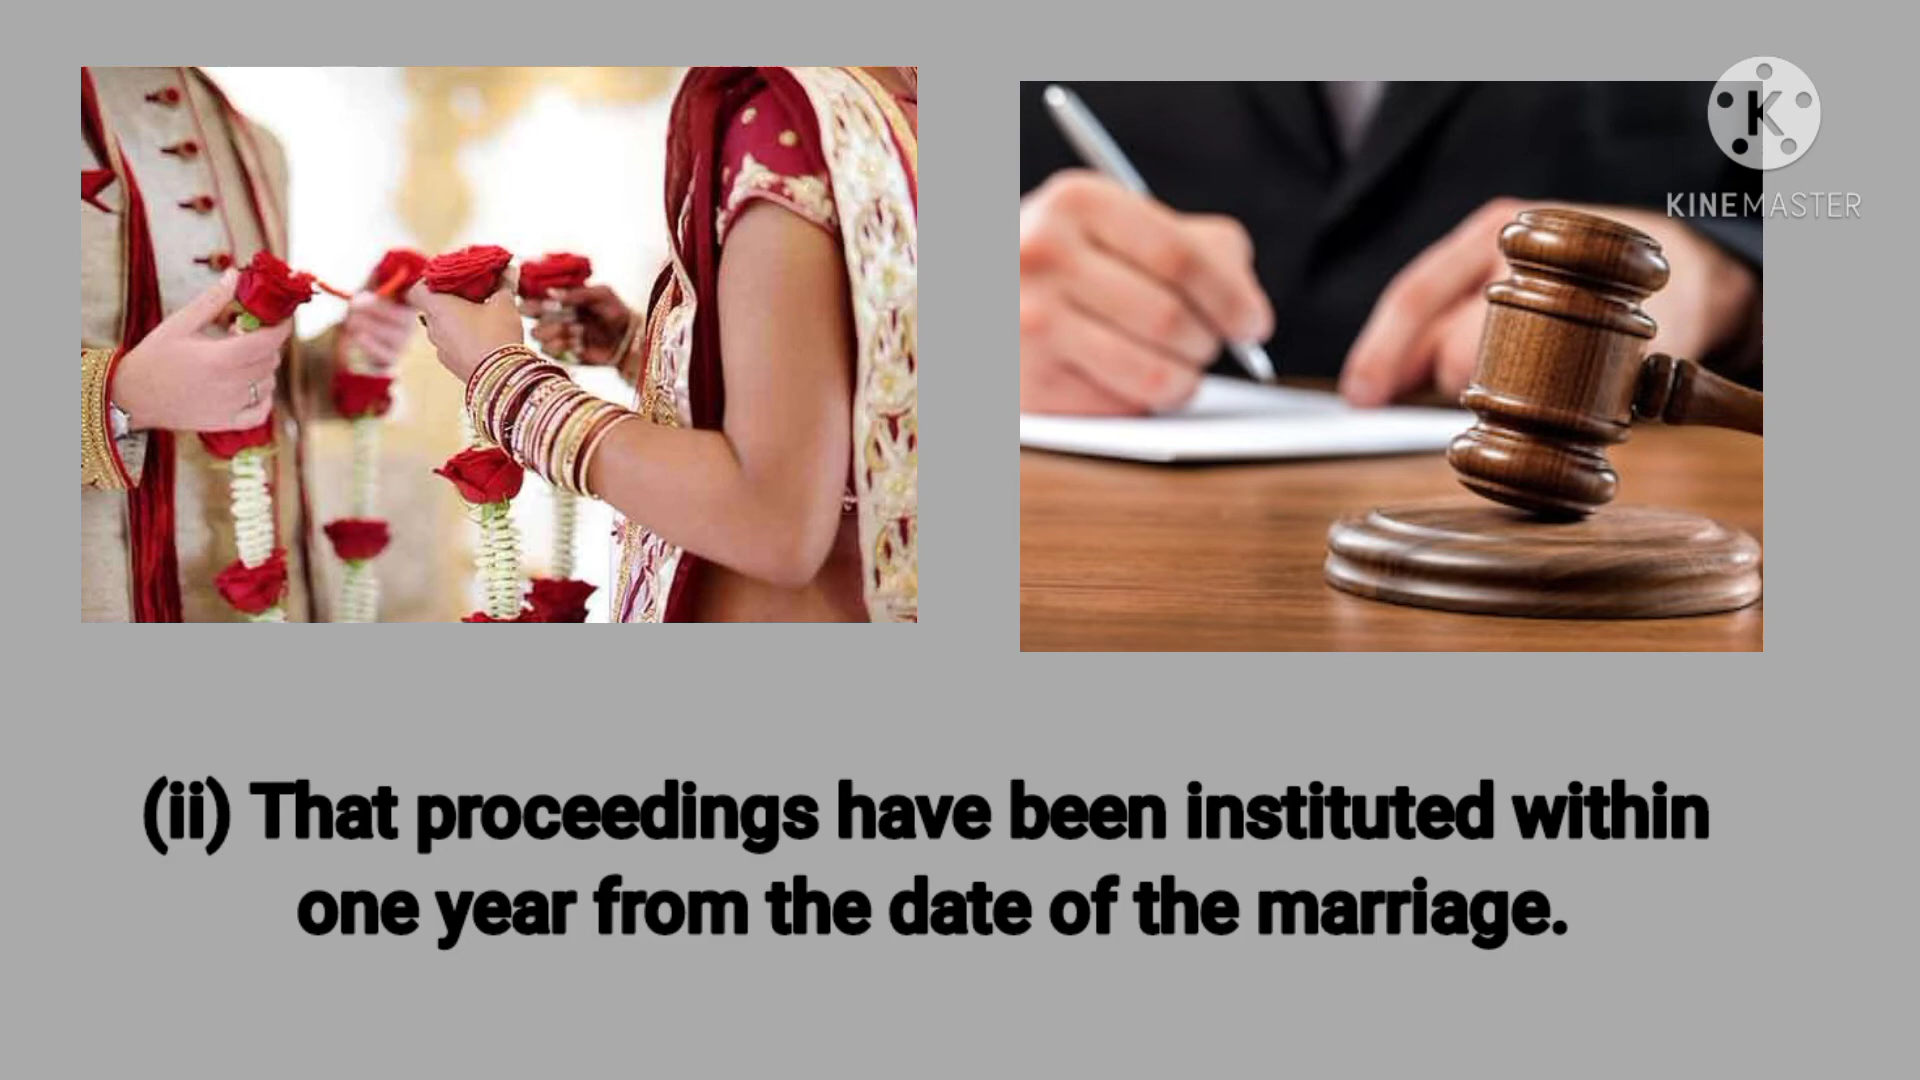 K
KINEMASTER
(ii) That proceedings have been instituted within
one year from the date of the marriage.